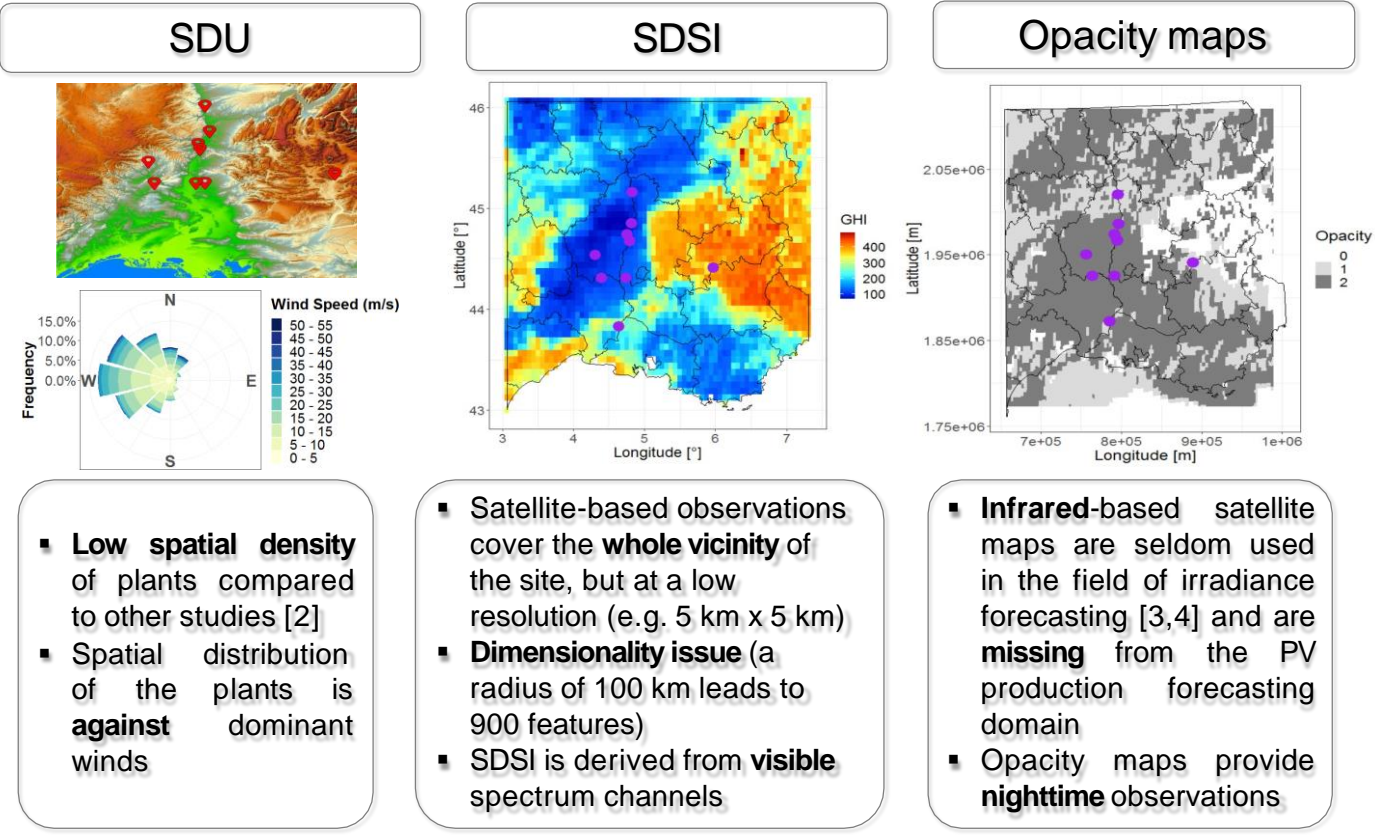 SDU
SDSI
Opacity maps
N
15.0%
10.0%
5.0%
0.0%
Frequency
W
E
S
Wind Speed (m/s)
50 - 55
45 - 50
40 - 45
35 - 40
30 - 35
25 - 30
20 - 25
15 - 20
10 - 15
5 - 10
0 - 5
46
45
44
43
Latitude [°]
3 4 5 6 7
Longitude [°]
GHI
400
300
200
100
2.05e+06
1.95e+06
1.85e+06
1.75e+06
Latitude [m]
7e+05 8e+05 9e+05 1e+06
Longitude [m]
Opacity
0
1
2
▪ Low spatial density
of plants compared
to other studies [2]
▪ Spatial distribution
of the plants is
against dominant
winds
▪ Satellite-based observations
cover the whole vicinity of
the site, but at a low
resolution (e.g. 5 km x 5 km)
▪ Dimensionality issue (a
radius of 100 km leads to
900 features)
▪ SDSI is derived from visible
spectrum channels
▪ Infrared-based satellite
maps are seldom used
in the field of irradiance
forecasting [3,4] and are
missing from the PV
production forecasting
domain
▪ Opacity maps provide
nighttime observations